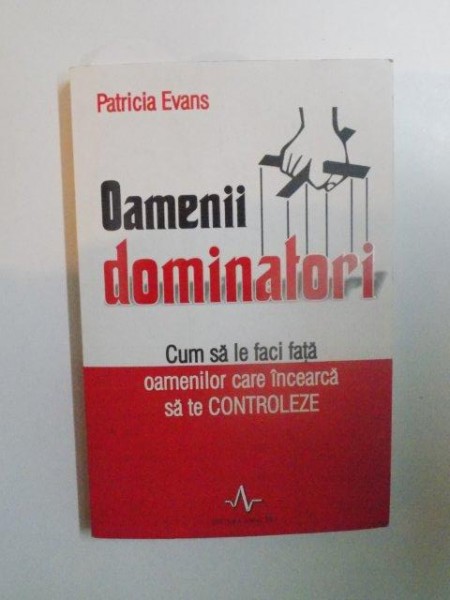 Patricia Evans
Oamenii
dominatori
Cum să le faci față
oamenilor care încearcă
să te CONTROLEZE